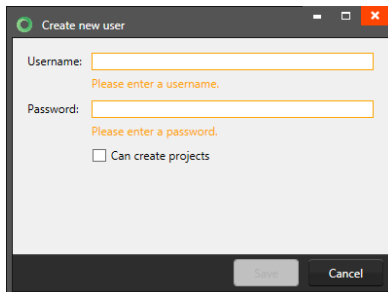 Create new user
Username:
Please enter a username.
Password:
Please enter a password.
Can create projects
Save Cancel